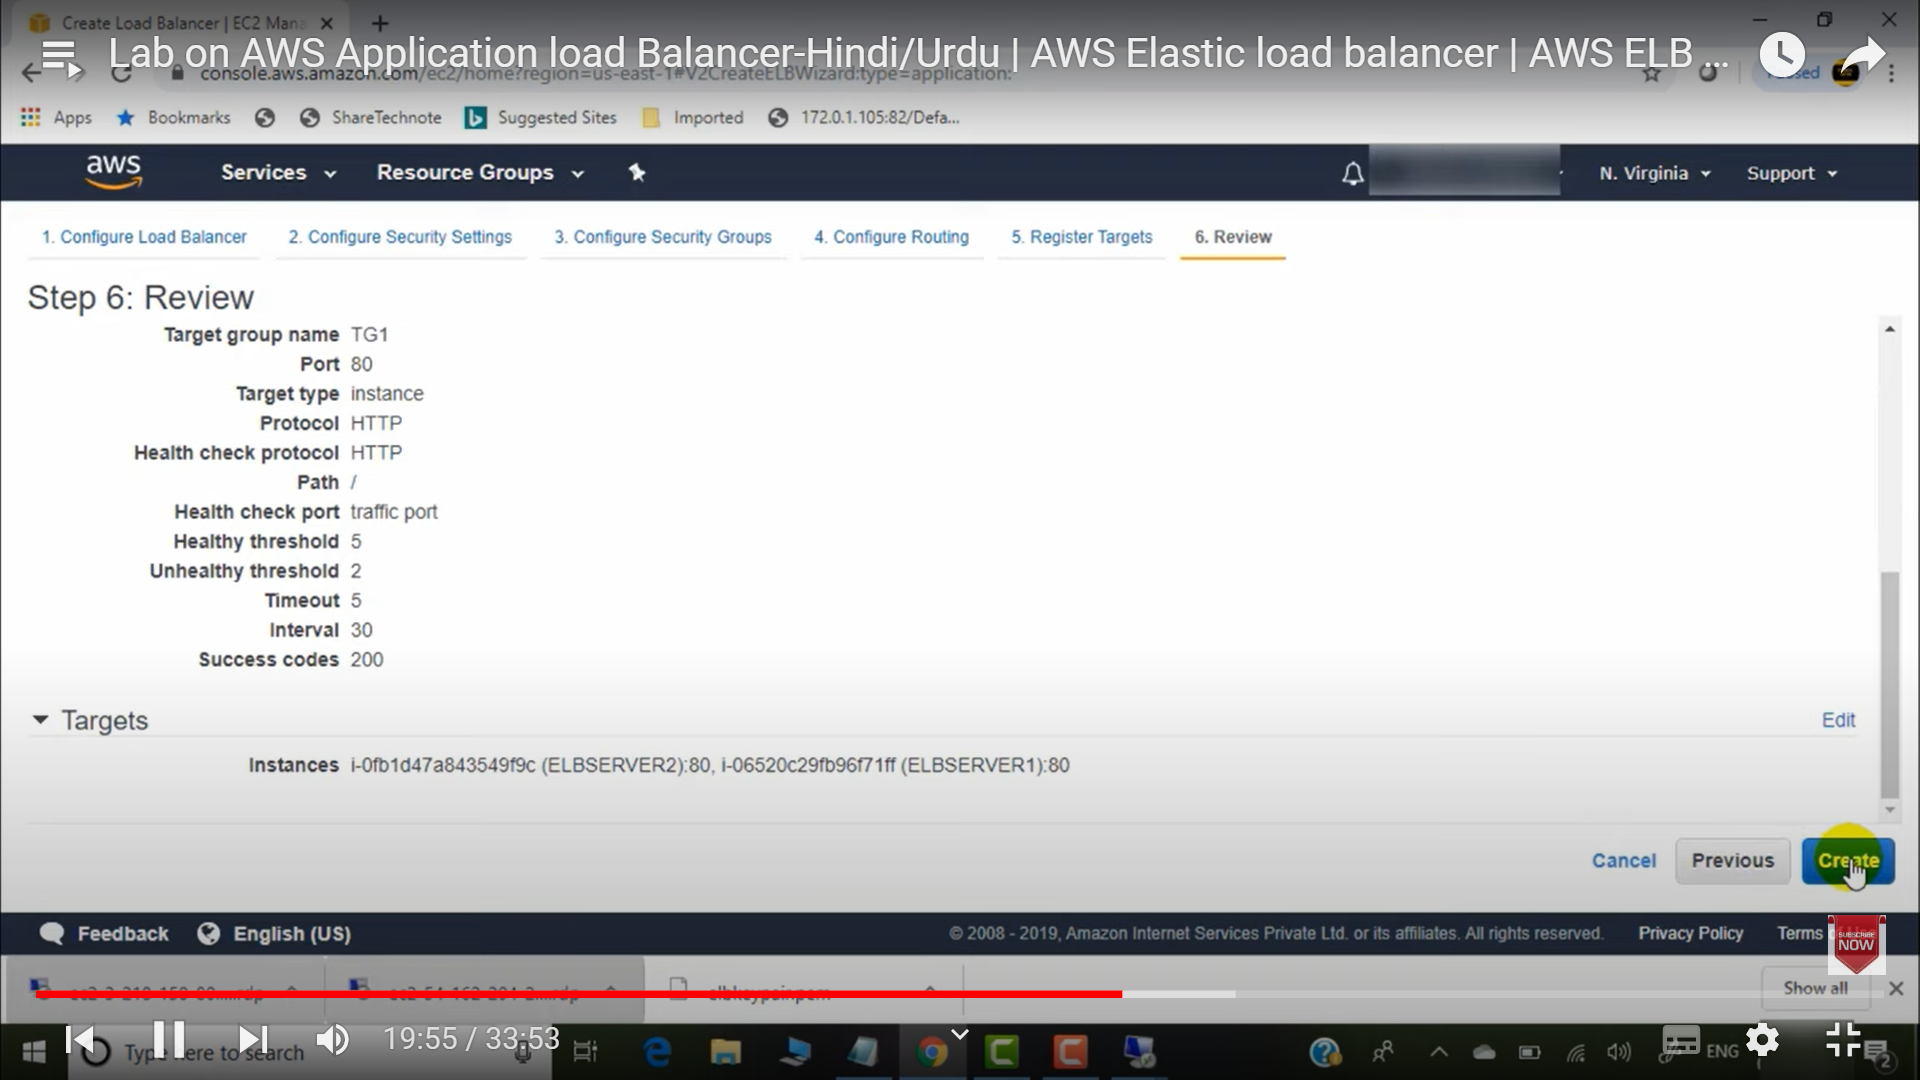 Create Load Balancer | EC2 Mana
Lab on AWS Application load Balancer-Hindi/Urdu | AWS Elastic load balancer | AWS ELB ...
console.aws.amazon.com/ec2/home?region=us-east-1#V2CreateELBWizard:type=application:
Apps Bookmarks ShareTechnote Suggested Sites Imported 172.0.1.105:82/Defa...
aws Services Resource Groups N. Virginia Support
1. Configure Load Balancer 2. Configure Security Settings 3. Configure Security Groups 4. Configure Routing 5. Register Targets 6. Review
Step 6: Review
Target group name TG1
Port 80
Target type instance
Protocol HTTP
Health check protocol HTTP
Path /
Health check port traffic port
Healthy threshold 5
Unhealthy threshold 2
Timeout 5
Interval 30
Success codes 200
Targets Edit
Instances i-0fb1d47a843549f9c (ELBSERVER2):80, i-06520c29fb96f71ff (ELBSERVER1):80
Cancel Previous Create
Feedback English (US) © 2008 - 2019, Amazon Internet Services Private Ltd. or its affiliates. All rights reserved. Privacy Policy Terms
SUBSCRIBE
NOW
Show all
19:55 / 33:53
Type here to search ENG 2